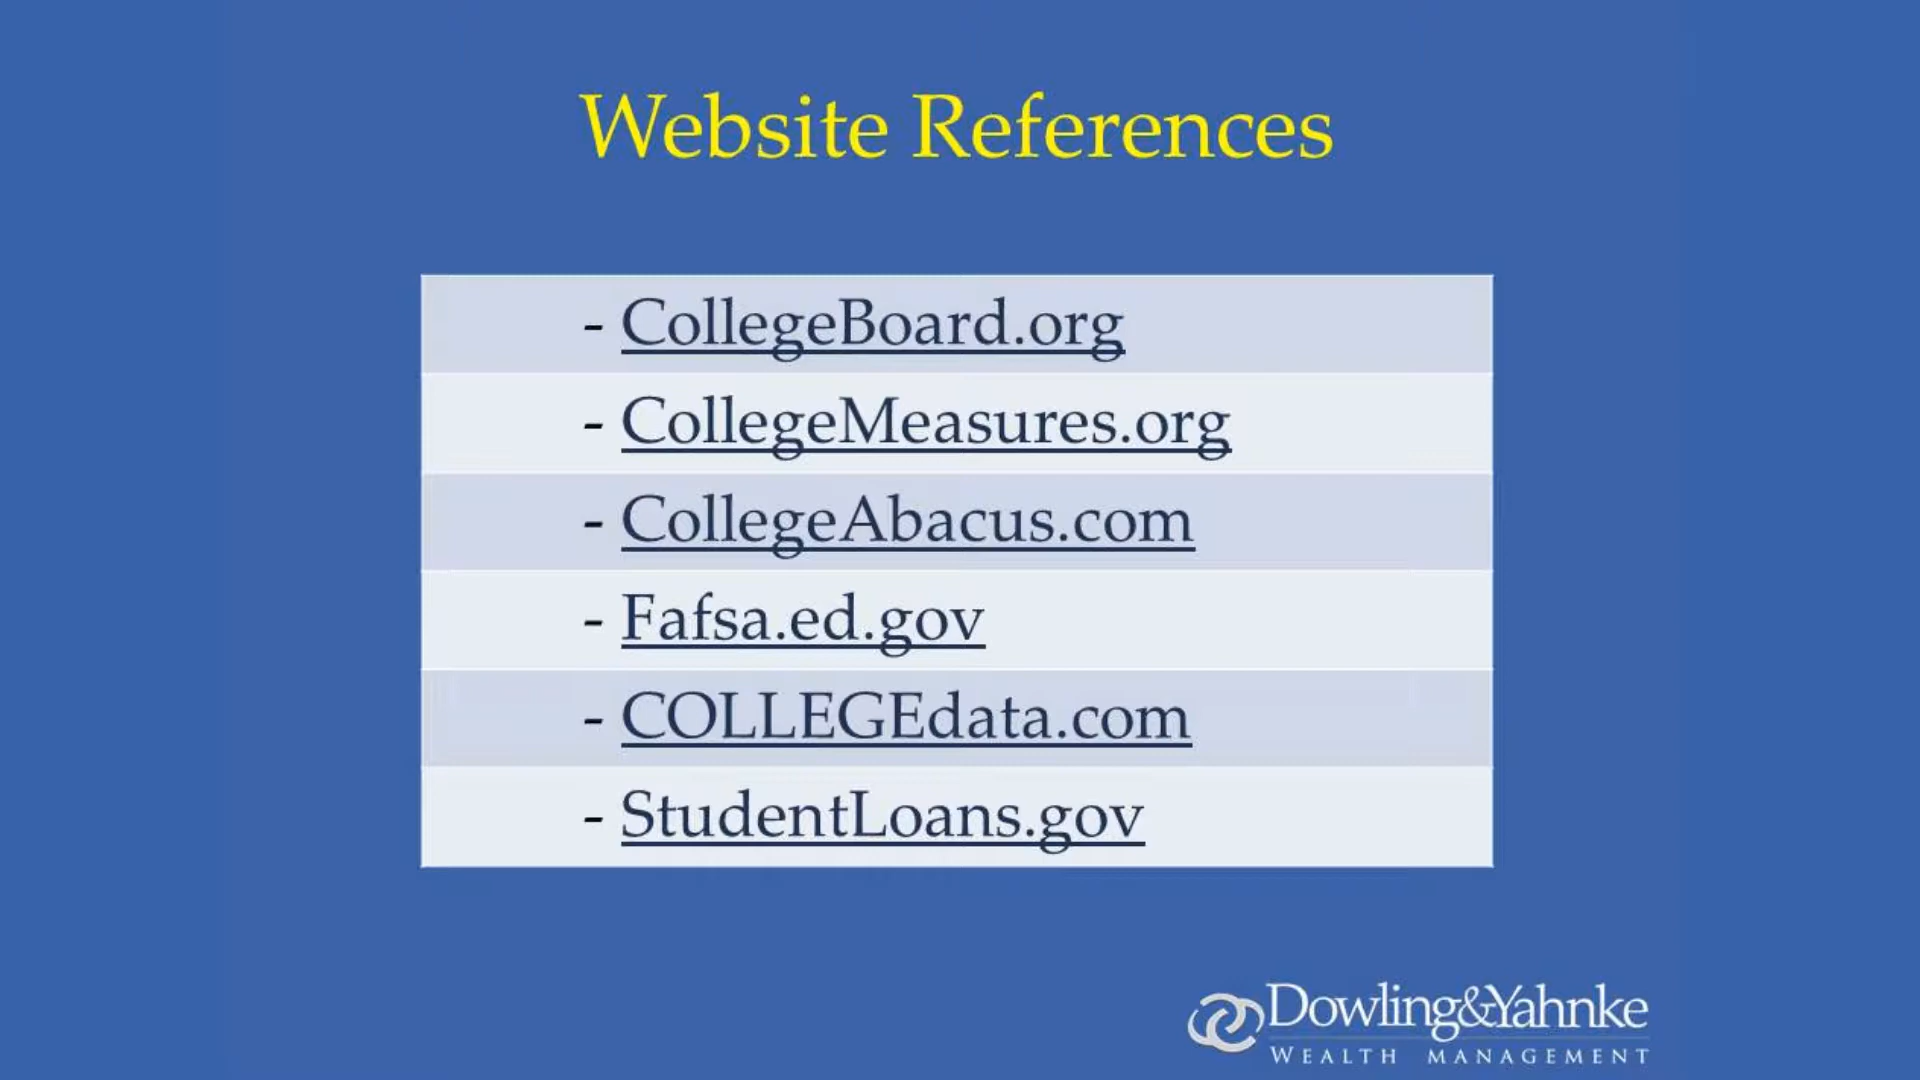 Website References
- CollegeBoard.org
- CollegeMeasures.org
- CollegeAbacus.com
- Fafsa.ed.gov
- COLLEGEdata.com
- StudentLoans.gov
Dowling&Yahnke
WEALTH MANAGEMENT